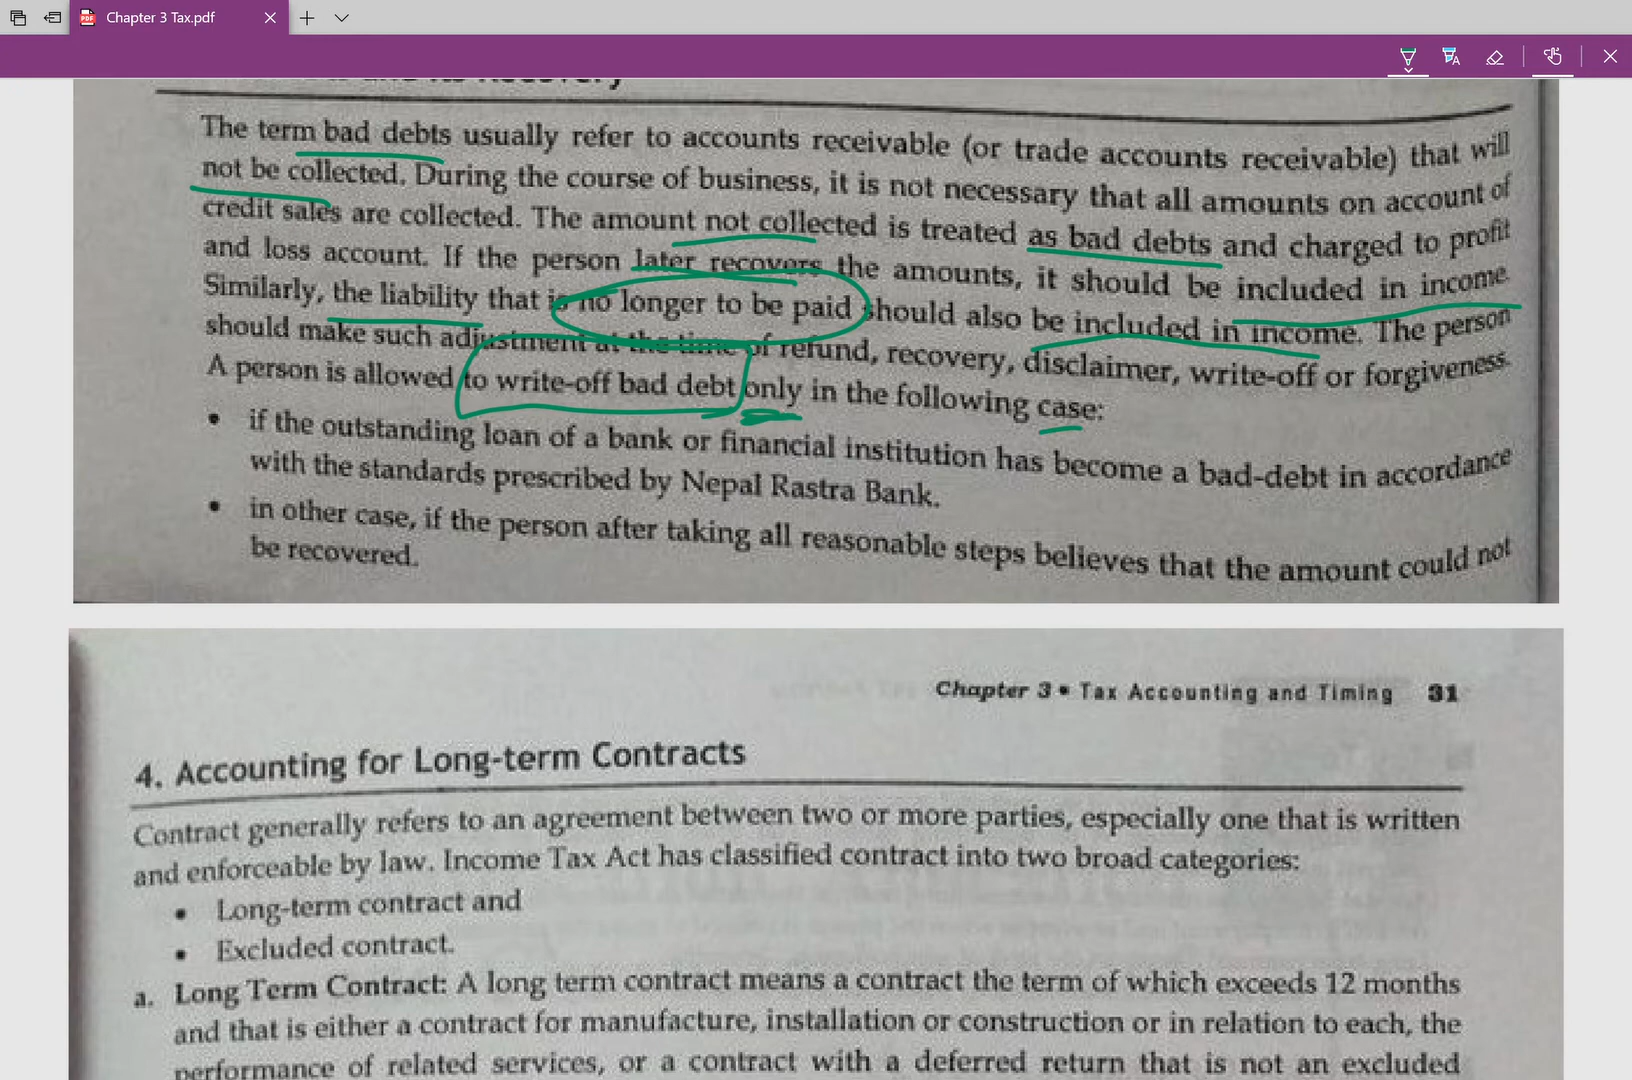 Chapter 3 Tax.pdf
The term bad debts usually refer to accounts receivable (or trade accounts receivable) that will
not be collected. During the course of business, it is not necessary that all amounts on account of
credit sales are collected. The amount not collected is treated as bad debts and charged to profit
and loss account. If the person later recovers the amounts, it should be included in income.
Similarly, the liability that is no longer to be paid should also be included in income. The person
should make such adjustment at the time of refund, recovery, disclaimer, write-off or forgiveness.
A person is allowed to write-off bad debt only in the following case:
• if the outstanding loan of a bank or financial institution has become a bad-debt in accordance
with the standards prescribed by Nepal Rastra Bank.
• in other case, if the person after taking all reasonable steps believes that the amount could not
be recovered.
Chapter 3 • Tax Accounting and Timing 31
4. Accounting for Long-term Contracts
Contract generally refers to an agreement between two or more parties, especially one that is written
and enforceable by law. Income Tax Act has classified contract into two broad categories:
• Long-term contract and
• Excluded contract.
a. Long Term Contract: A long term contract means a contract the term of which exceeds 12 months
and that is either a contract for manufacture, installation or construction or in relation to each, the
performance of related services, or a contract with a deferred return that is not an excluded